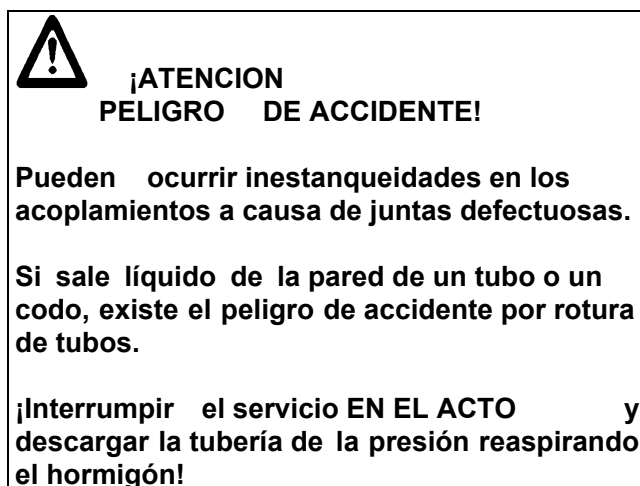 ¡ATENCION
PELIGRO DE ACCIDENTE!
Pueden ocurrir inestanqueidades en los
acoplamientos a causa de juntas defectuosas.
Si sale líquido de la pared de un tubo o un
codo, existe el peligro de accidente por rotura
de tubos.
¡Interrumpir el servicio EN EL ACTO y
descargar la tubería de la presión reaspirando
el hormigón!